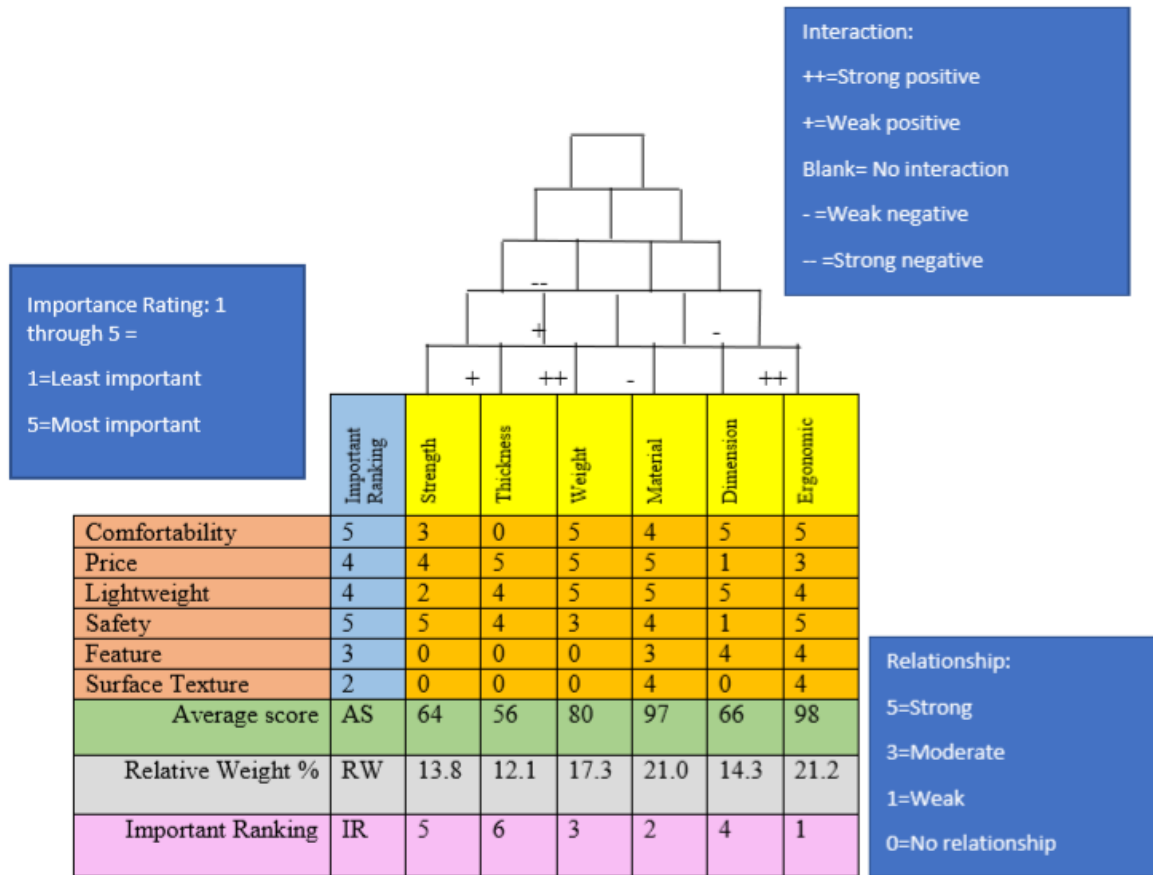 Interaction:
++=Strong positive
+=Weak positive
Blank= No interaction
- =Weak negative
-- =Strong negative
Importance Rating: 1
through 5 =
1=Least important
5=Most important
--
+ -
+ ++ - ++
Important Ranking Strength Thickness Weight Material Dimension Ergonomic
Comfortability 5 3 0 5 4 5 5
Price 4 4 5 5 5 1 3
Lightweight 4 2 4 5 5 5 4
Safety 5 5 4 3 4 1 5
Feature 3 0 0 0 3 4 4
Surface Texture 2 0 0 0 4 0 4
Average score AS 64 56 80 97 66 98
Relative Weight % RW 13.8 12.1 17.3 21.0 14.3 21.2
Important Ranking IR 5 6 3 2 4 1
Relationship:
5=Strong
3=Moderate
1=Weak
0=No relationship